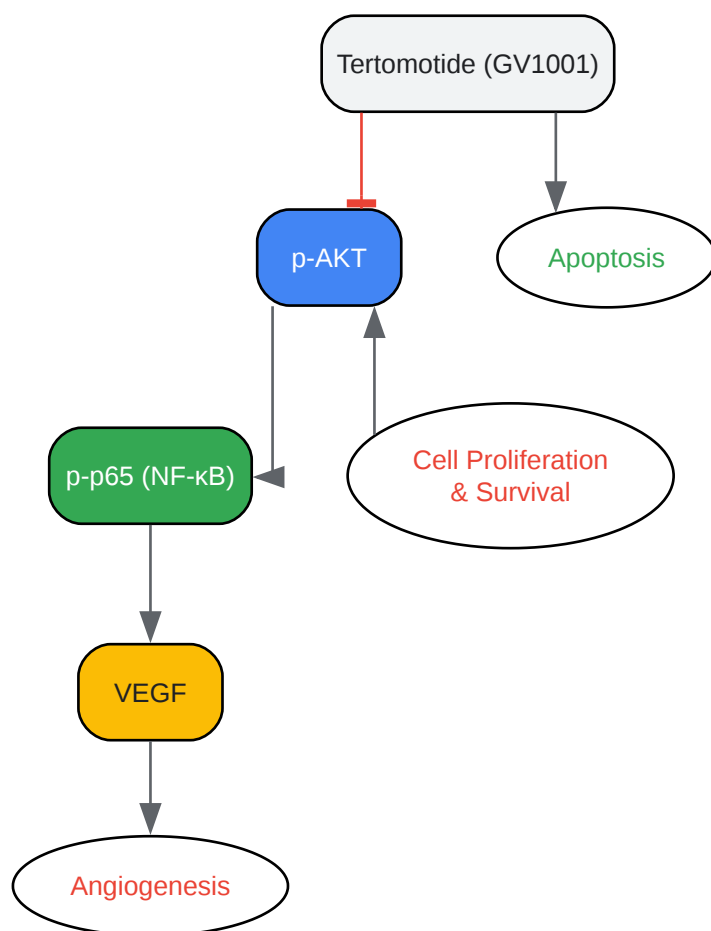 Tertomotide (GV1001)
p-AKT
Apoptosis
Cell Proliferation
& Survival
p-p65 (NF-κB)
VEGF
Angiogenesis